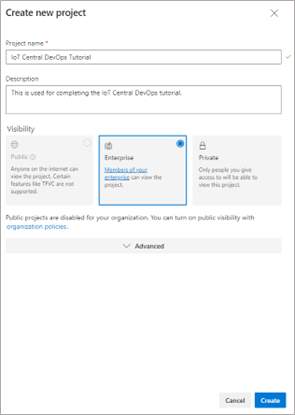 Create new project
Project name *
IoT Central DevOps Tutorial
Description
This is used for completing the IoT Central DevOps tutorial.
Visibility
Public
Anyone on the internet can
view the project. Certain
features like TFVC are not
supported.
Enterprise
Members of your
enterprise can view the
project.
Private
Only people you give
access to will be able to
view this project.
Public projects are disabled for your organization. You can turn on public visibility with
organization policies.
Advanced
Cancel
Create